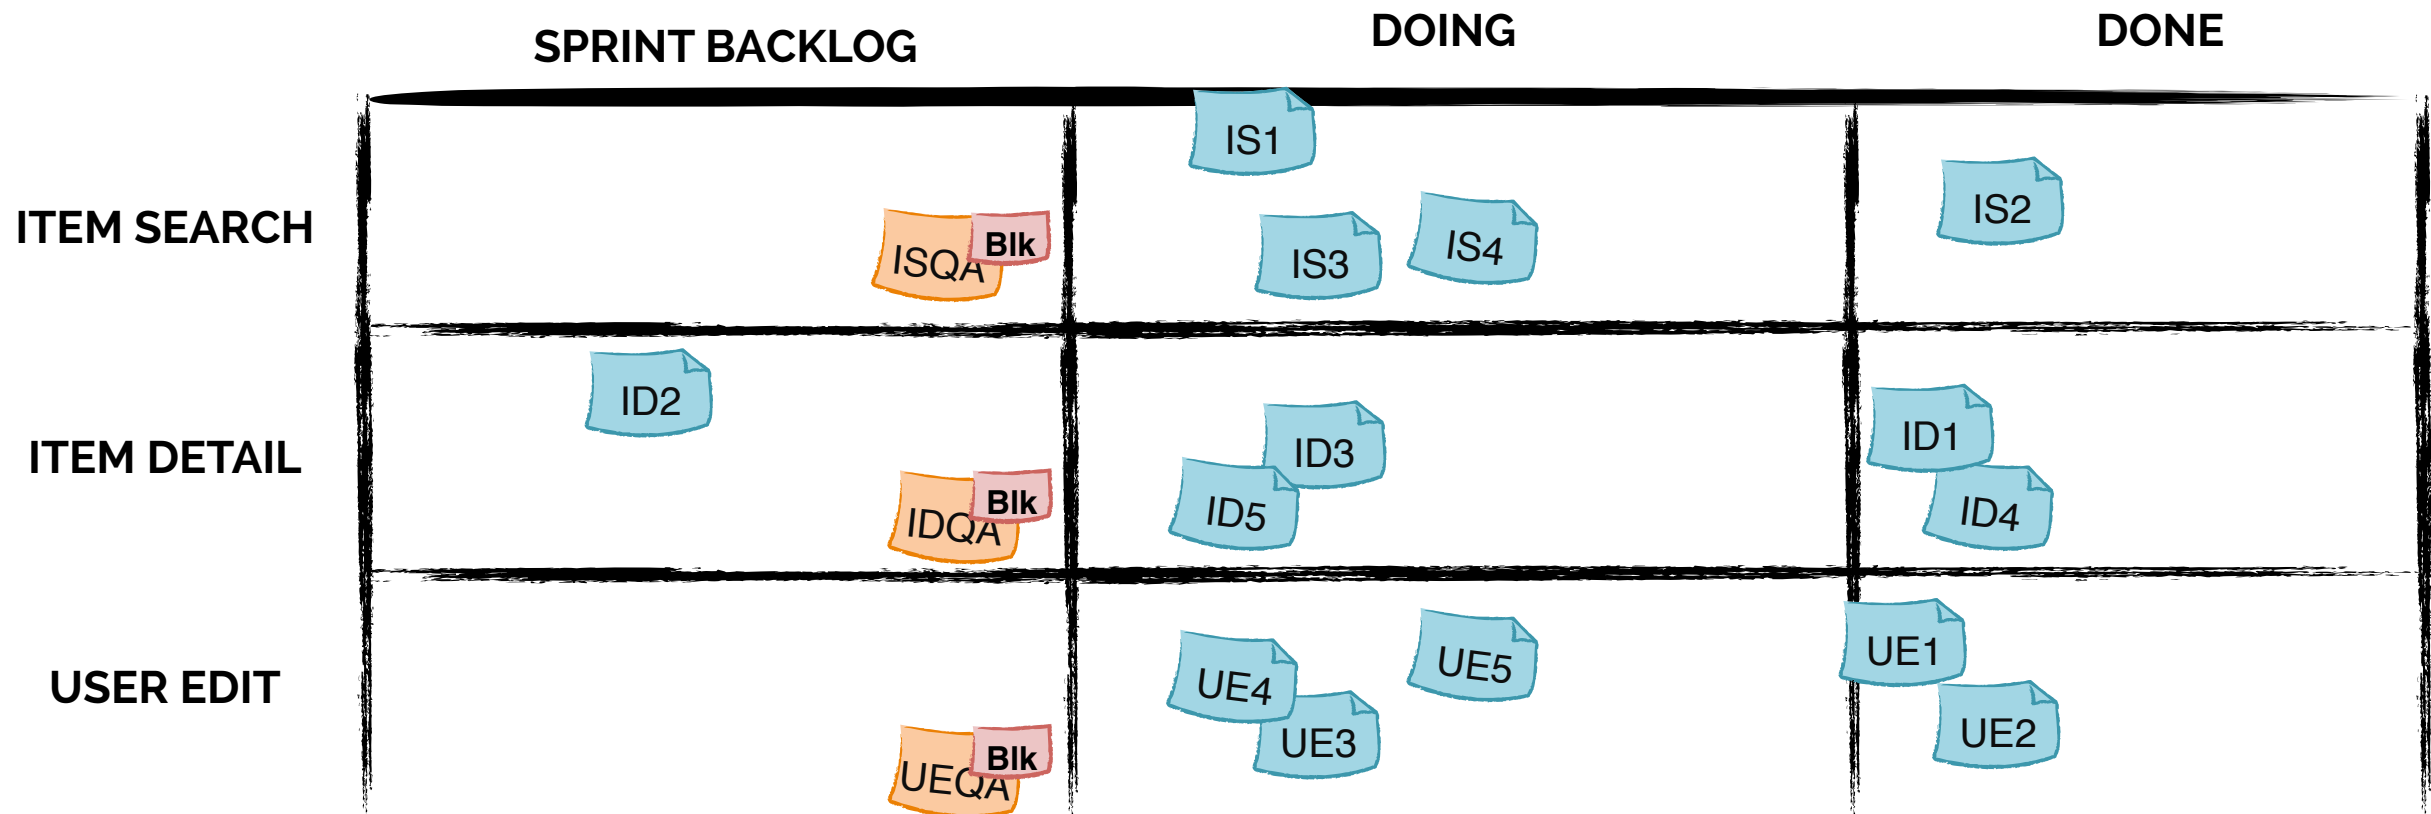 SPRINT BACKLOG
DOING
DONE
ITEM SEARCH
ISQA
Blk
IS1
IS3
IS4
IS2
ITEM DETAIL
ID2
IDQA
Blk
ID3
ID5
ID1
ID4
USER EDIT
UEQA
Blk
UE4
UE3
UE5
UE1
UE2